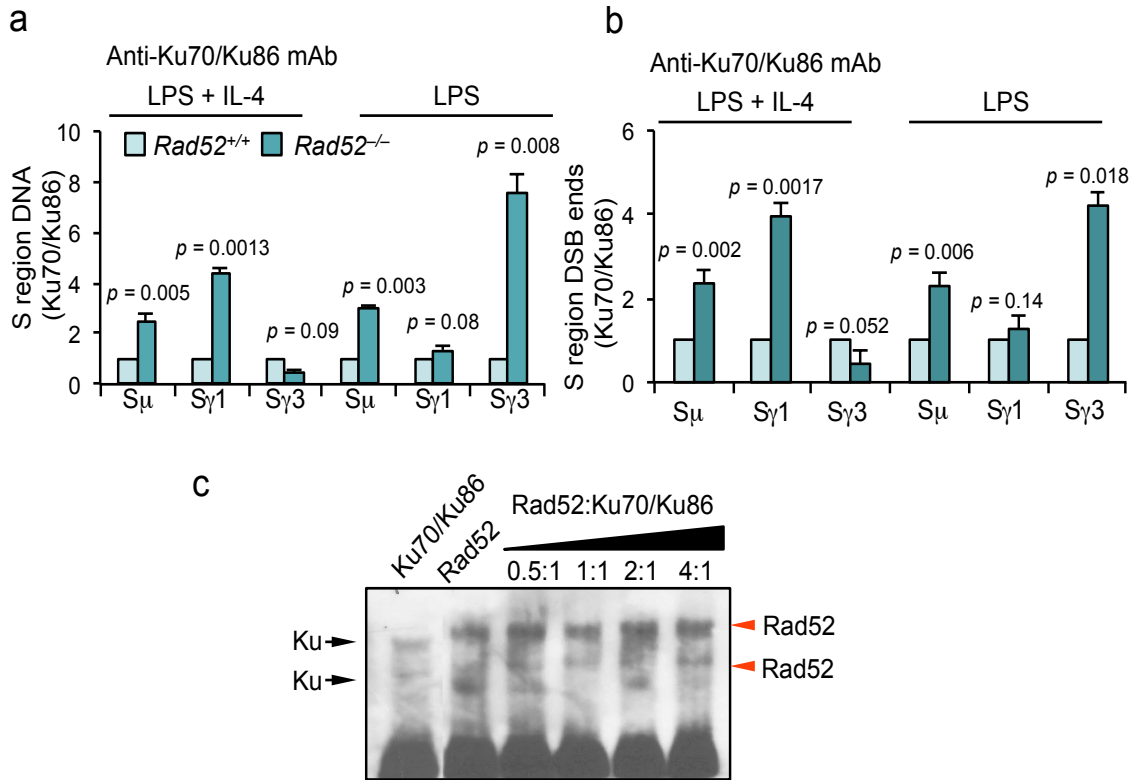 a
Anti-Ku70/Ku86 mAb
LPS + IL-4 LPS
Rad52+/+ Rad52–/–
S region DNA
(Ku70/Ku86)
10
8
6
4
2
0
p = 0.005
p = 0.0013
p = 0.09
p = 0.003
p = 0.08
p = 0.008
Sμ Sγ1 Sγ3 Sμ Sγ1 Sγ3
b
Anti-Ku70/Ku86 mAb
LPS + IL-4 LPS
S region DSB ends
(Ku70/Ku86)
6
4
2
0
p = 0.002
p = 0.0017
p = 0.052
p = 0.006
p = 0.14
p = 0.018
Sμ Sγ1 Sγ3 Sμ Sγ1 Sγ3
c
Ku70/Ku86
Rad52
Rad52:Ku70/Ku86
0.5:1 1:1 2:1 4:1
Ku
Ku
Rad52
Rad52